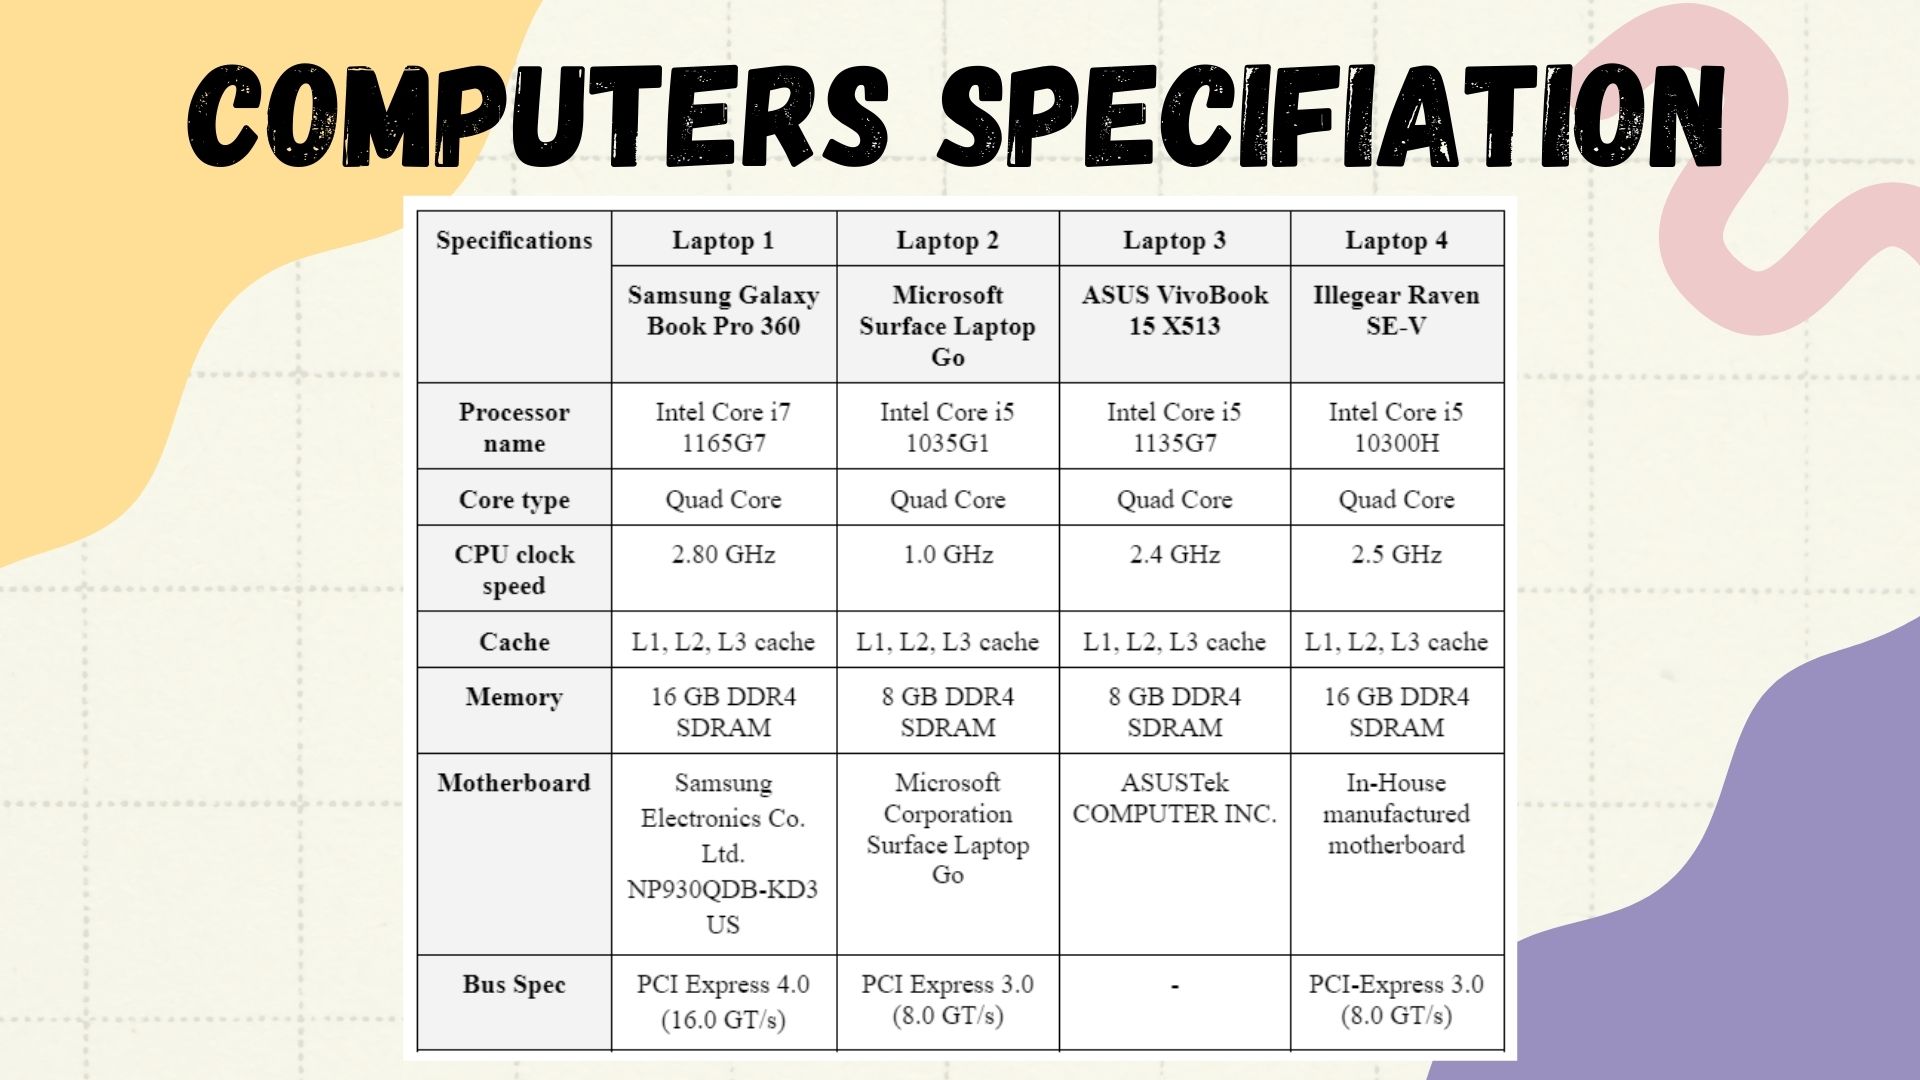 COMPUTERS SPECIFIATION
Specifications
Laptop 1
Laptop 2
Laptop 3
Laptop 4
Samsung Galaxy
Book Pro 360
Microsoft
Surface Laptop
Go
ASUS VivoBook
15 X513
Illegear Raven
SE-V
Processor
name
Intel Core i7
1165G7
Intel Core i5
1035G1
Intel Core i5
1135G7
Intel Core i5
10300H
Core type
Quad Core
Quad Core
Quad Core
Quad Core
CPU clock
speed
2.80 GHz
1.0 GHz
2.4 GHz
2.5 GHz
Cache
L1, L2, L3 cache
L1, L2, L3 cache
L1, L2, L3 cache
L1, L2, L3 cache
Memory
16 GB DDR4
SDRAM
8 GB DDR4
SDRAM
8 GB DDR4
SDRAM
16 GB DDR4
SDRAM
Motherboard
Samsung
Electronics Co.
Ltd.
NP930QDB-KD3
US
Microsoft
Corporation
Surface Laptop
Go
ASUSTek
COMPUTER INC.
In-House
manufactured
motherboard
Bus Spec
PCI Express 4.0
(16.0 GT/s)
PCI Express 3.0
(8.0 GT/s)
-
PCI-Express 3.0
(8.0 GT/s)